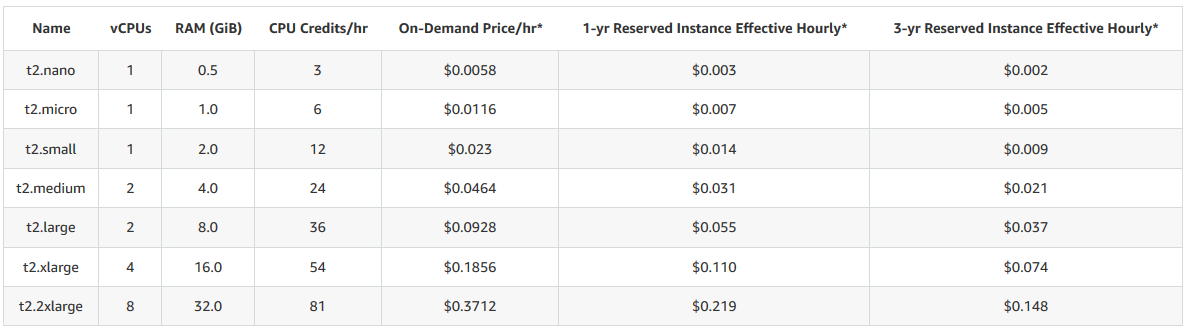 Name vCPUs RAM (GiB) CPU Credits/hr On-Demand Price/hr* 1-yr Reserved Instance Effective Hourly* 3-yr Reserved Instance Effective Hourly*
t2.nano 1 0.5 3 $0.0058 $0.003 $0.002
t2.micro 1 1.0 6 $0.0116 $0.007 $0.005
t2.small 1 2.0 12 $0.023 $0.014 $0.009
t2.medium 2 4.0 24 $0.0464 $0.031 $0.021
t2.large 2 8.0 36 $0.0928 $0.055 $0.037
t2.xlarge 4 16.0 54 $0.1856 $0.110 $0.074
t2.2xlarge 8 32.0 81 $0.3712 $0.219 $0.148